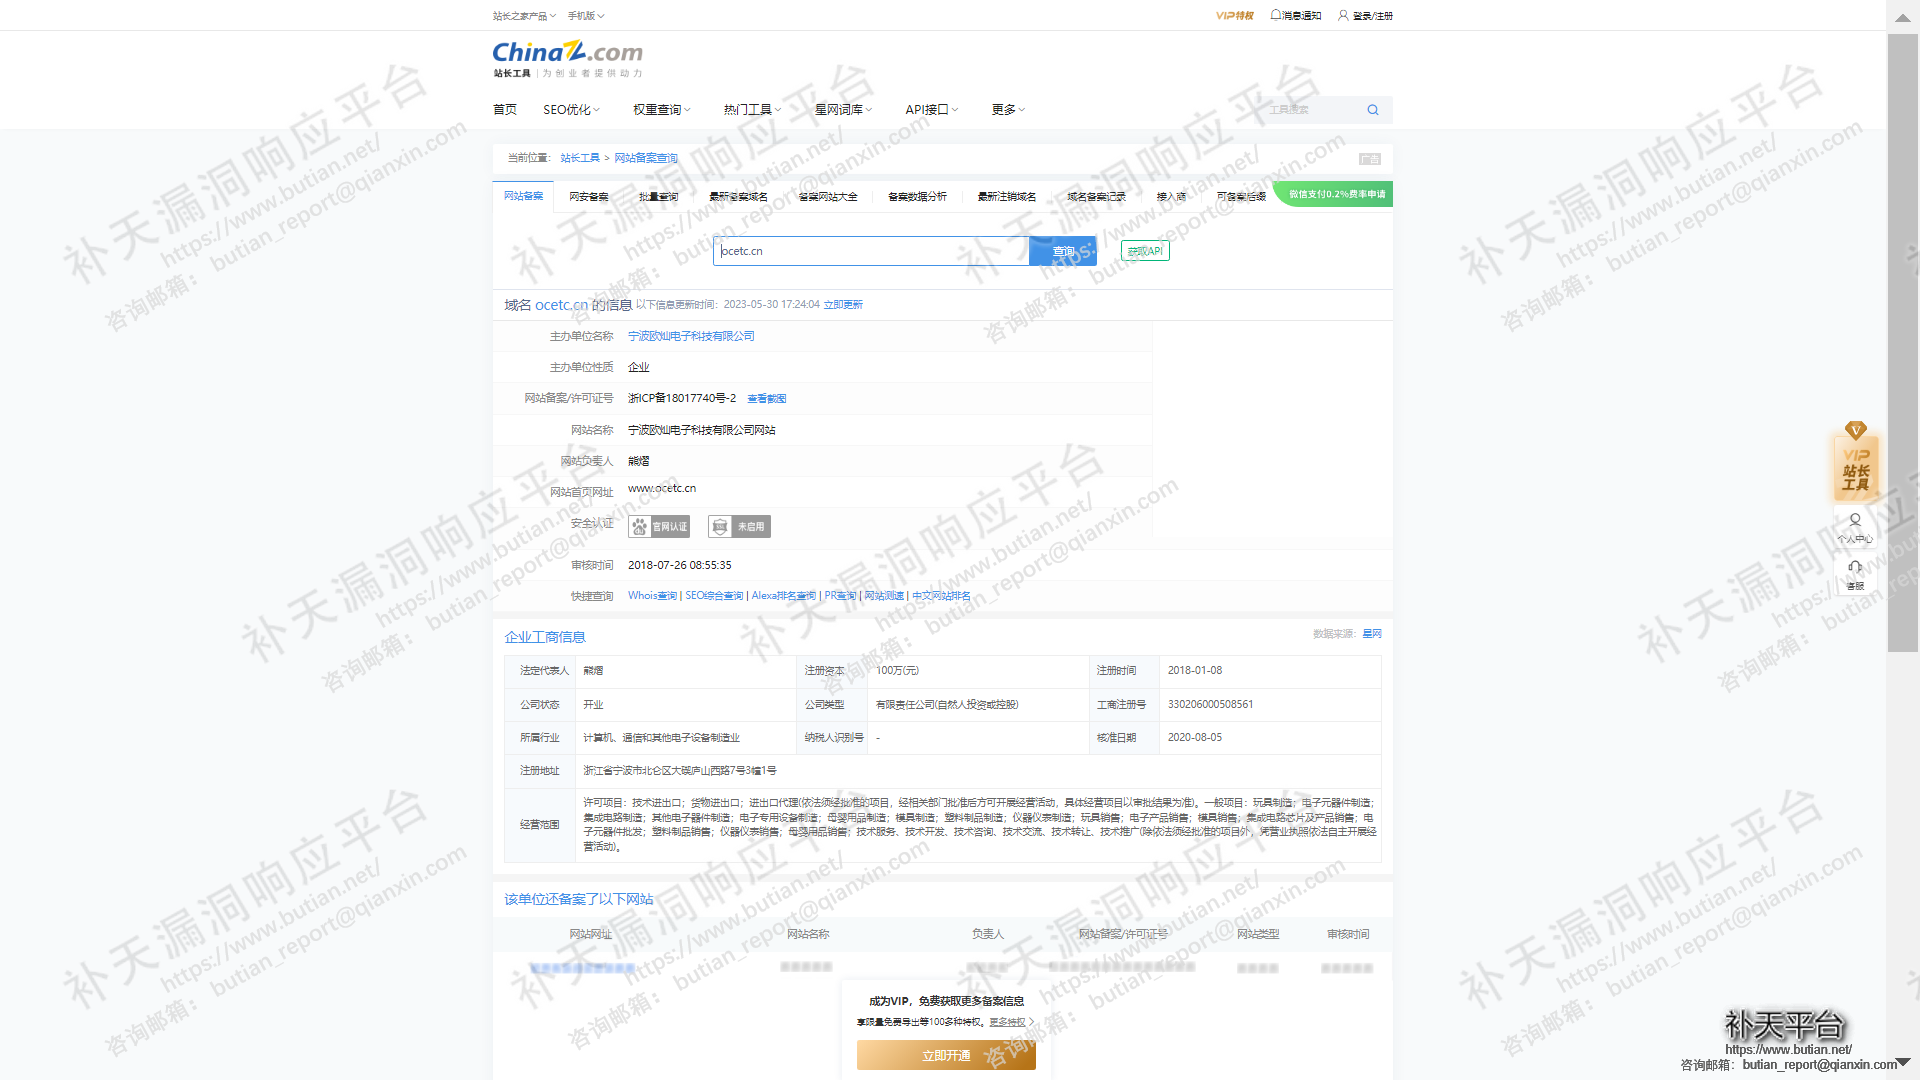 站长之家产品 手机版 VIP特权 消息通知 登录/注册
ChinaZ.com
站长工具 | 为创业者提供动力
首页 SEO优化 权重查询 热门工具 星网词库 API接口 更多 工具搜索
当前位置： 站长工具 > 网站备案查询 广告
网站备案 网安备案 批量查询 最新备案域名 备案网站大全 备案数据分析 最新注销域名 域名备案记录 接入商 可备案后缀 微信支付0.2%费率申请
ocetc.cn 查询 获取API
域名 ocetc.cn 的信息 以下信息更新时间：2023-05-30 17:24:04 立即更新
主办单位名称 宁波欧灿电子科技有限公司
主办单位性质 企业
网站备案/许可证号 浙ICP备18017740号-2 查看截图
网站名称 宁波欧灿电子科技有限公司网站
网站负责人 熊熠
网站首页网址 www.ocetc.cn
安全认证 官网认证 未启用
审核时间 2018-07-26 08:55:35
快捷查询 Whois查询 | SEO综合查询 | Alexa排名查询 | PR查询 | 网站测速 | 中文网站排名
企业工商信息 数据来源：星网
法定代表人 熊熠 注册资本 100万(元) 注册时间 2018-01-08
公司状态 开业 公司类型 有限责任公司(自然人投资或控股) 工商注册号 330206000508561
所属行业 计算机、通信和其他电子设备制造业 纳税人识别号 - 核准日期 2020-08-05
注册地址 浙江省宁波市北仑区大碶庐山西路7号3幢1号
经营范围 许可项目：技术进出口；货物进出口；进出口代理(依法须经批准的项目，经相关部门批准后方可开展经营活动，具体经营项目以审批结果为准)。一般项目：玩具制造；电子元器件制造；
集成电路制造；其他电子器件制造；电子专用设备制造；母婴用品制造；模具制造；塑料制品制造；仪器仪表制造；玩具销售；电子产品销售；模具销售；集成电路芯片及产品销售；电
子元器件批发；塑料制品销售；仪器仪表销售；母婴用品销售；技术服务、技术开发、技术咨询、技术交流、技术转让、技术推广(除依法须经批准的项目外，凭营业执照依法自主开展经
营活动)。
该单位还备案了以下网站
网站网址 网站名称 负责人 网站备案/许可证号 网站类型 审核时间
成为VIP，免费获取更多备案信息
享限量免费导出等100多种特权。更多特权 >
立即开通
V
VIP
站长
工具
个人中心
客服
补天漏洞响应平台
https://www.butian.net/
咨询邮箱：butian_report@qianxin.com
补天平台
https://www.butian.net/
咨询邮箱：butian_report@qianxin.com